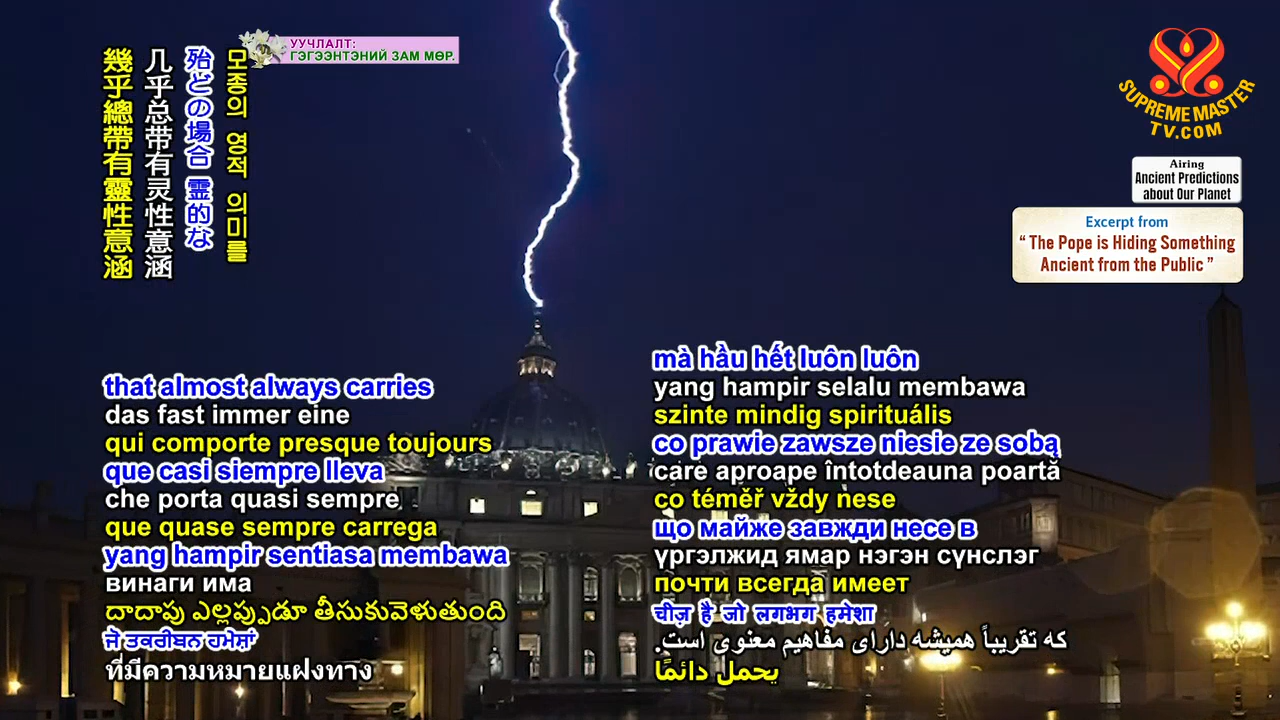 УУЧЛАЛТ:
ГЭГЭЭНТЭНИЙ ЗАМ МӨР.
幾乎總帶有靈性意涵
几乎总带有灵性意涵
殆どの場合 霊的な
모종의 영적 의미를
SUPREME MASTER
TV.COM
Airing
Ancient Predictions
about Our Planet
Excerpt from
“ The Pope is Hiding Something
Ancient from the Public ”
that almost always carries
das fast immer eine
qui comporte presque toujours
que casi siempre lleva
che porta quasi sempre
que quase sempre carrega
yang hampir sentiasa membawa
винаги има
దాదాపు ఎల్లప్పుడూ తీసుకువెళుతుంది
ਜੋ ਤਕਰੀਬਨ ਹਮੇਸ਼ਾਂ
ที่มีความหมายแฝงทาง
mà hầu hết luôn luôn
yang hampir selalu membawa
szinte mindig spirituális
co prawie zawsze niesie ze sobą
care aproape întotdeauna poartă
co téměř vždy nese
що майже завжди несе в
үргэлжид ямар нэгэн сүнслэг
почти всегда имеет
चीज़ है जो लगभग हमेशा
که تقریباً همیشه دارای مفاهیم معنوی است.
يحمل دائمًا